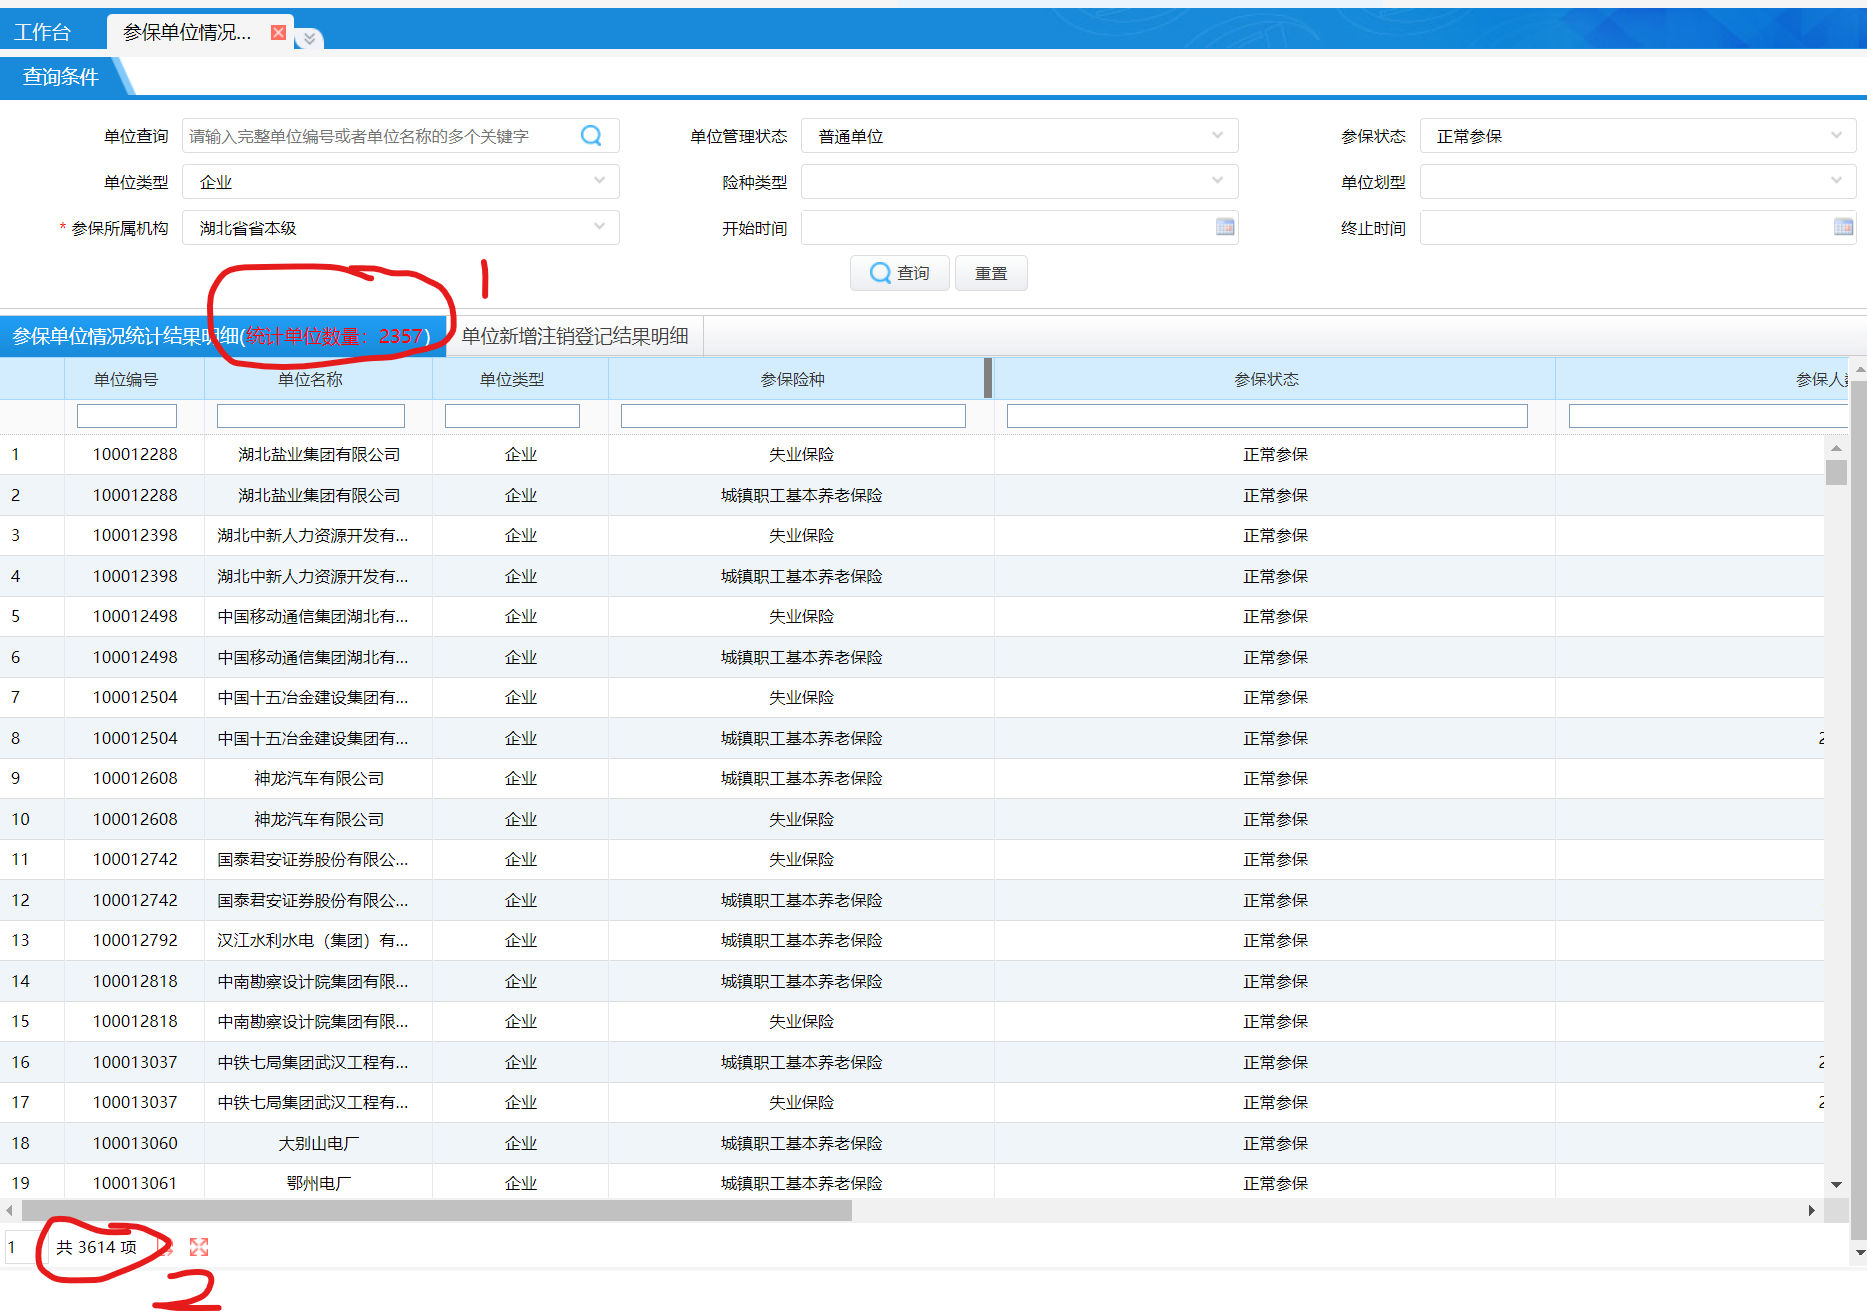 工作台 参保单位情况...
查询条件
单位查询 请输入完整单位编号或者单位名称的多个关键字 单位管理状态 普通单位 参保状态 正常参保
单位类型 企业 险种类型 单位划型
* 参保所属机构 湖北省省本级 开始时间 终止时间
查询 重置
1
参保单位情况统计结果明细(统计单位数量：2357) 单位新增注销登记结果明细
单位编号 单位名称 单位类型 参保险种 参保状态 参保人
1 100012288 湖北盐业集团有限公司 企业 失业保险 正常参保
2 100012288 湖北盐业集团有限公司 企业 城镇职工基本养老保险 正常参保
3 100012398 湖北中新人力资源开发有... 企业 失业保险 正常参保
4 100012398 湖北中新人力资源开发有... 企业 城镇职工基本养老保险 正常参保
5 100012498 中国移动通信集团湖北有... 企业 失业保险 正常参保
6 100012498 中国移动通信集团湖北有... 企业 城镇职工基本养老保险 正常参保
7 100012504 中国十五冶金建设集团有... 企业 失业保险 正常参保
8 100012504 中国十五冶金建设集团有... 企业 城镇职工基本养老保险 正常参保 2
9 100012608 神龙汽车有限公司 企业 城镇职工基本养老保险 正常参保
10 100012608 神龙汽车有限公司 企业 失业保险 正常参保
11 100012742 国泰君安证券股份有限公... 企业 失业保险 正常参保
12 100012742 国泰君安证券股份有限公... 企业 城镇职工基本养老保险 正常参保
13 100012792 汉江水利水电（集团）有... 企业 城镇职工基本养老保险 正常参保
14 100012818 中南勘察设计院集团有限... 企业 城镇职工基本养老保险 正常参保
15 100012818 中南勘察设计院集团有限... 企业 失业保险 正常参保
16 100013037 中铁七局集团武汉工程有... 企业 城镇职工基本养老保险 正常参保 2
17 100013037 中铁七局集团武汉工程有... 企业 失业保险 正常参保 2
18 100013060 大别山电厂 企业 城镇职工基本养老保险 正常参保
19 100013061 鄂州电厂 企业 城镇职工基本养老保险 正常参保
1 共 3614 项
2